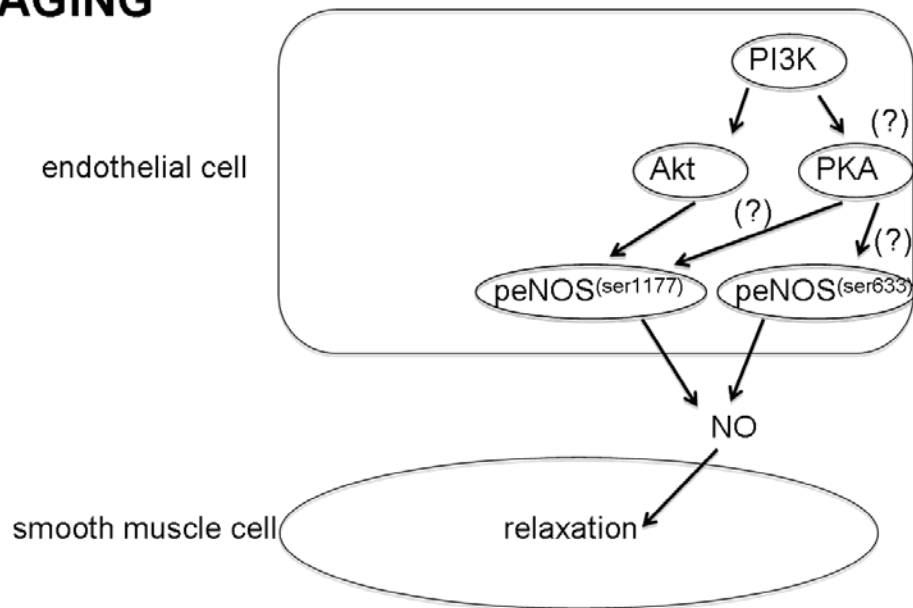 AGING
PI3K
(?)
endothelial cell
Akt
PKA
(?)
(?)
peNOS(ser1177)
peNOS(ser633)
NO
smooth muscle cell
relaxation